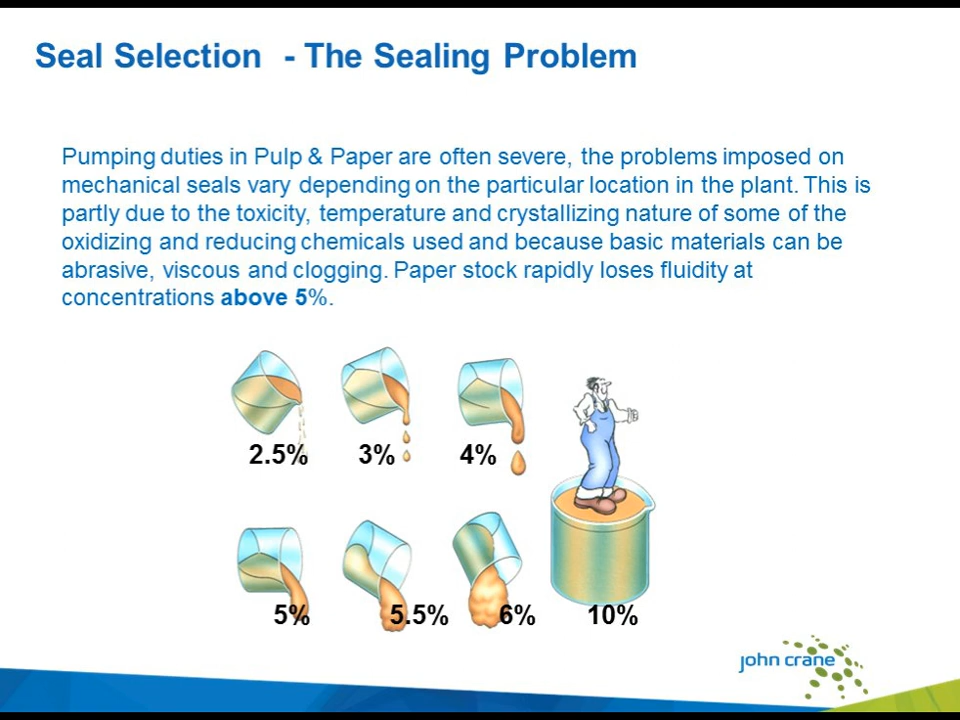 Seal Selection - The Sealing Problem
Pumping duties in Pulp & Paper are often severe, the problems imposed on
mechanical seals vary depending on the particular location in the plant. This is
partly due to the toxicity, temperature and crystallizing nature of some of the
oxidizing and reducing chemicals used and because basic materials can be
abrasive, viscous and clogging. Paper stock rapidly loses fluidity at
concentrations above 5%.
2.5% 3% 4%
5% 5.5% 6% 10%
john crane